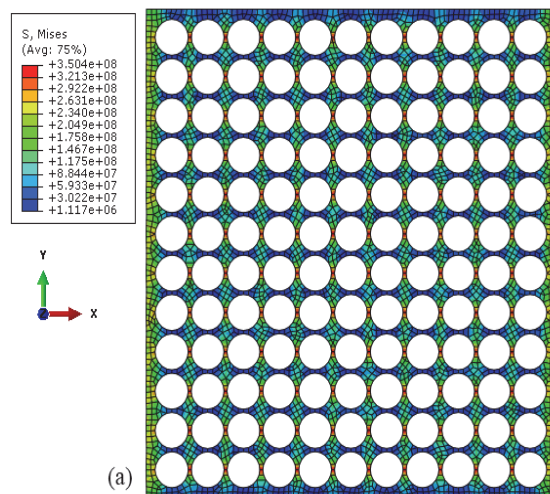 S, Mises
(Avg: 75%)
+3.504e+08
+3.213e+08
+2.922e+08
+2.631e+08
+2.340e+08
+2.049e+08
+1.758e+08
+1.467e+08
+1.175e+08
+8.844e+07
+5.933e+07
+3.022e+07
+1.117e+06
Y
X
(a)